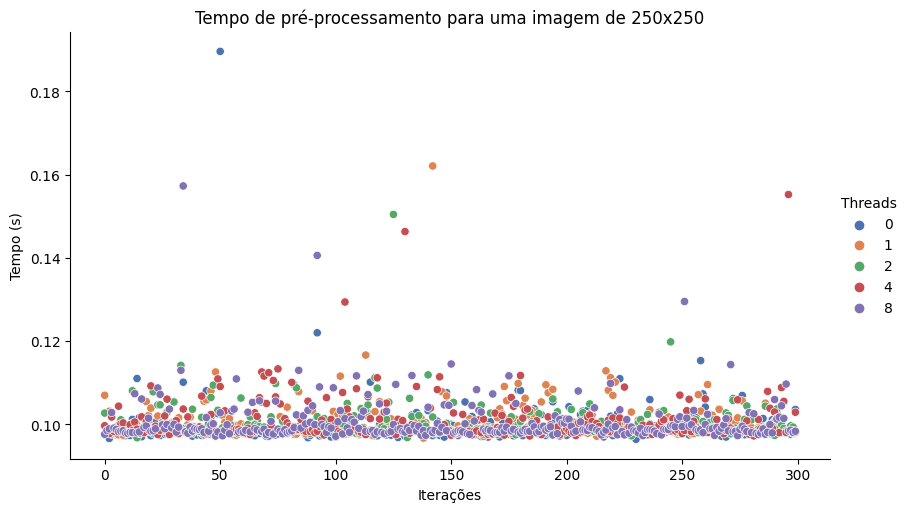 Tempo de pré-processamento para uma imagem de 250x250
Tempo (s)
0.18
0.16
0.14
0.12
0.10
0 50 100 150 200 250 300
Iterações
Threads
0
1
2
4
8